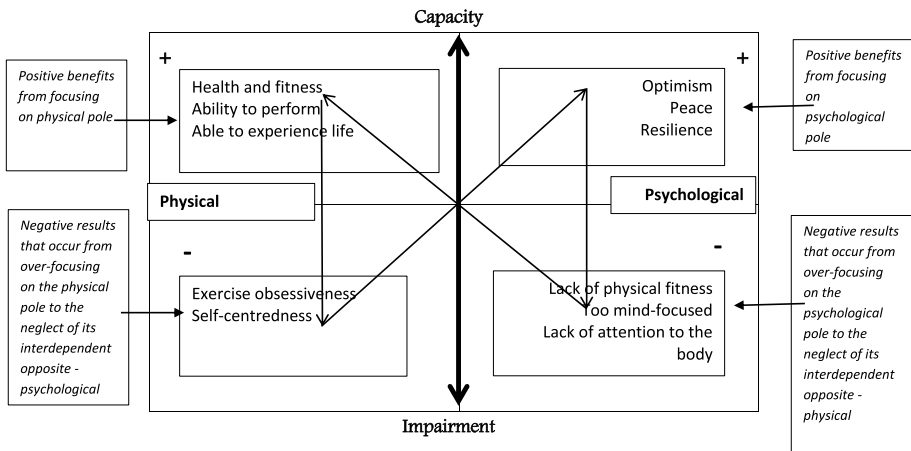 Capacity
+
+
Positive benefits
from focusing
on physical pole
Health and fitness
Ability to perform
Able to experience life
Optimism
Peace
Resilience
Positive benefits
from focusing
on
psychological
pole
Physical
Psychological
Negative results
that occur from
over-focusing
on the physical
pole to the
neglect of its
interdependent
opposite -
psychological
-
-
Exercise obsessiveness
Self-centredness
Lack of physical fitness
Too mind-focused
Lack of attention to the
body
Negative results
that occur from
over-focusing
on the
psychological
pole to the
neglect of its
interdependent
opposite -
physical
Impairment